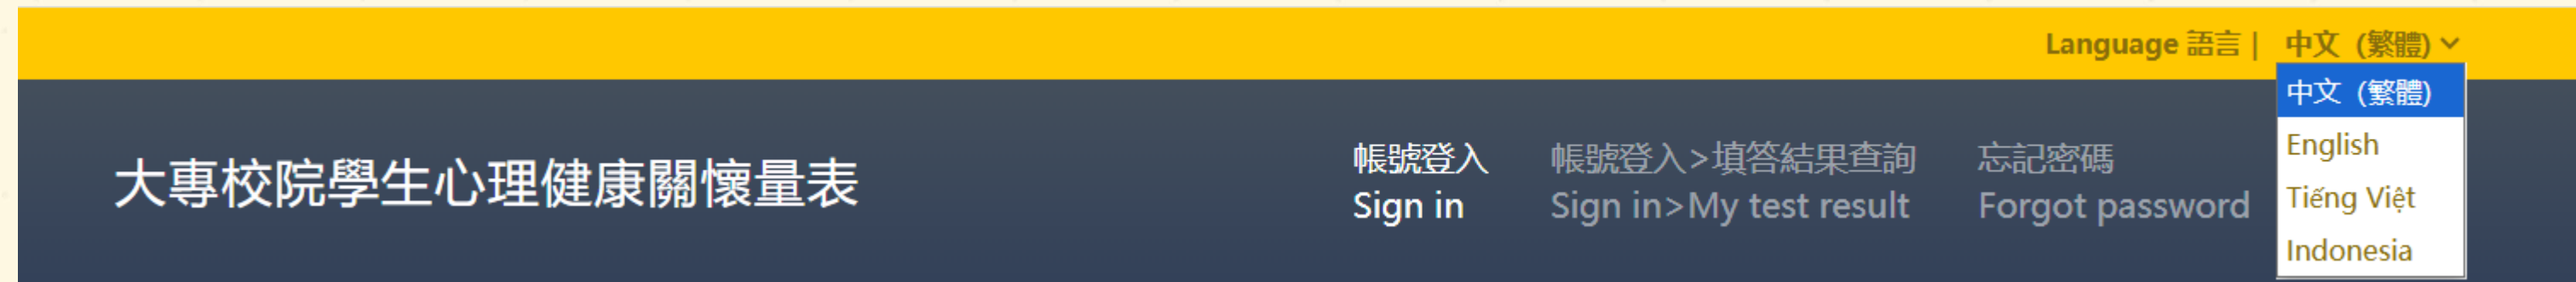 Language 語言 | 中文 (繁體)
中文 (繁體)
English
Tiếng Việt
Indonesia
大專校院學生心理健康關懷量表
帳號登入
Sign in
帳號登入>填答結果查詢
Sign in>My test result
忘記密碼
Forgot password